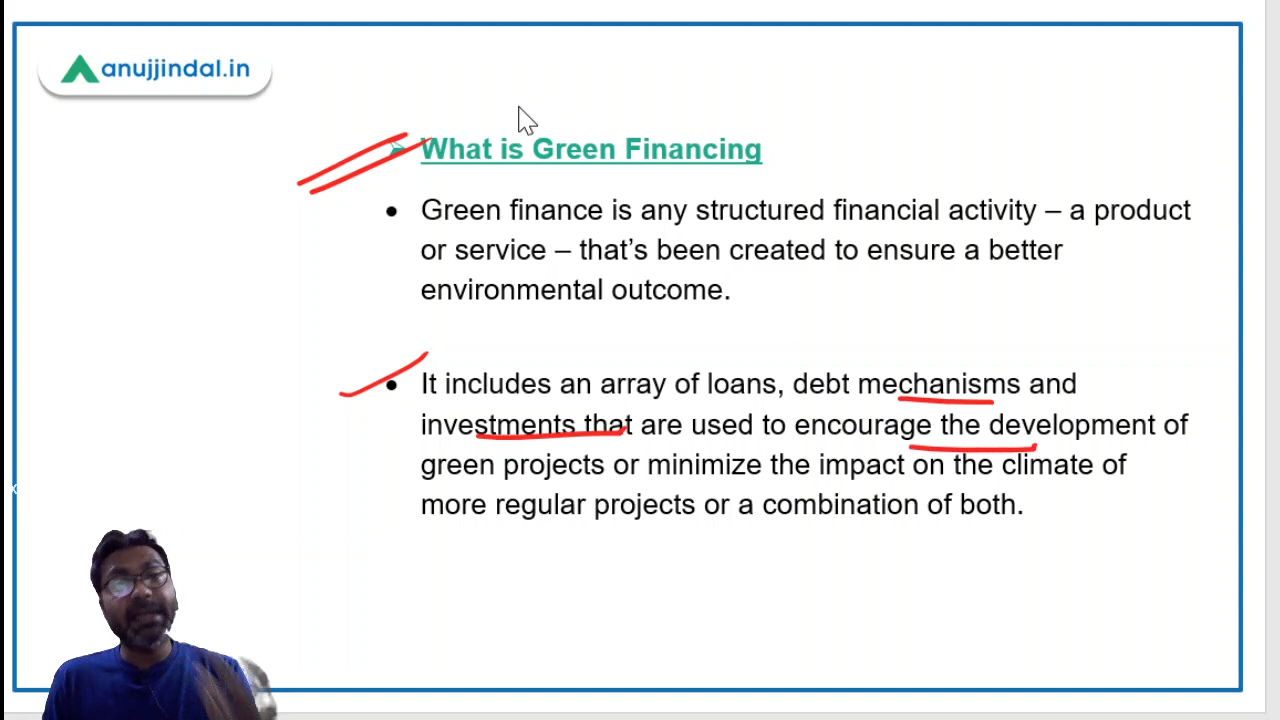 anujjindal.in
What is Green Financing
Green finance is any structured financial activity – a product
or service – that’s been created to ensure a better
environmental outcome.
It includes an array of loans, debt mechanisms and
investments that are used to encourage the development of
green projects or minimize the impact on the climate of
more regular projects or a combination of both.